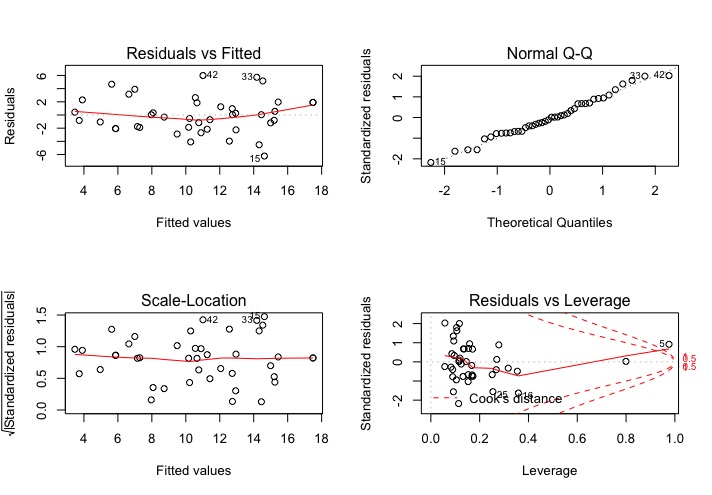 Residuals vs Fitted
Residuals
6
2
-2
-6
42
33
15
4 6 8 10 12 14 16 18
Fitted values
Normal Q-Q
Standardized residuals
2
1
0
-2
33 42
15
-2 -1 0 1 2
Theoretical Quantiles
Scale-Location
√|Standardized residuals|
1.5
1.0
0.5
0.0
42
33
15
4 6 8 10 12 14 16 18
Fitted values
Residuals vs Leverage
Standardized residuals
2
1
0
-2
5
1
0.5
0.5
Cook's distance
0.0 0.2 0.4 0.6 0.8 1.0
Leverage